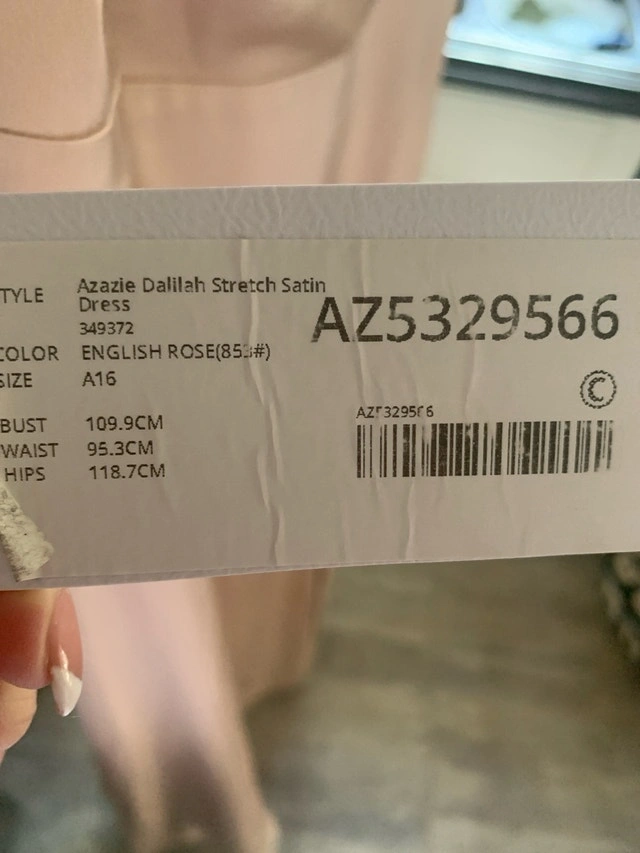 TYLE Azazie Dalilah Stretch Satin
Dress
349372
AZ5329566
COLOR ENGLISH ROSE
SIZE A16
©
BUST 109.9CM
WAIST 95.3CM
HIPS 118.7CM